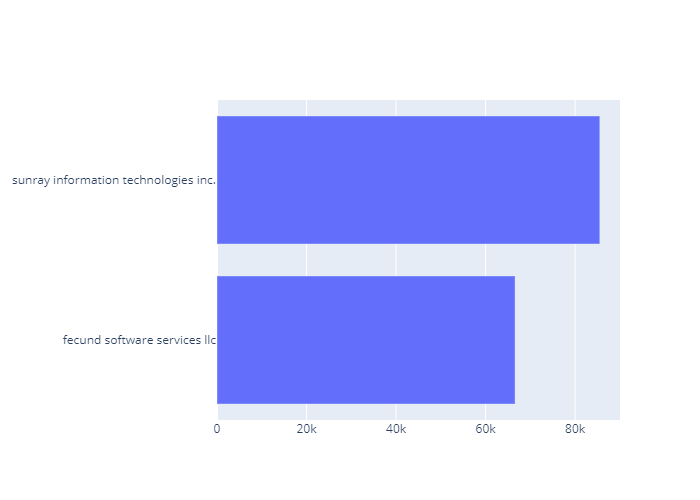 sunray information technologies inc.
fecund software services llc
0 20k 40k 60k 80k